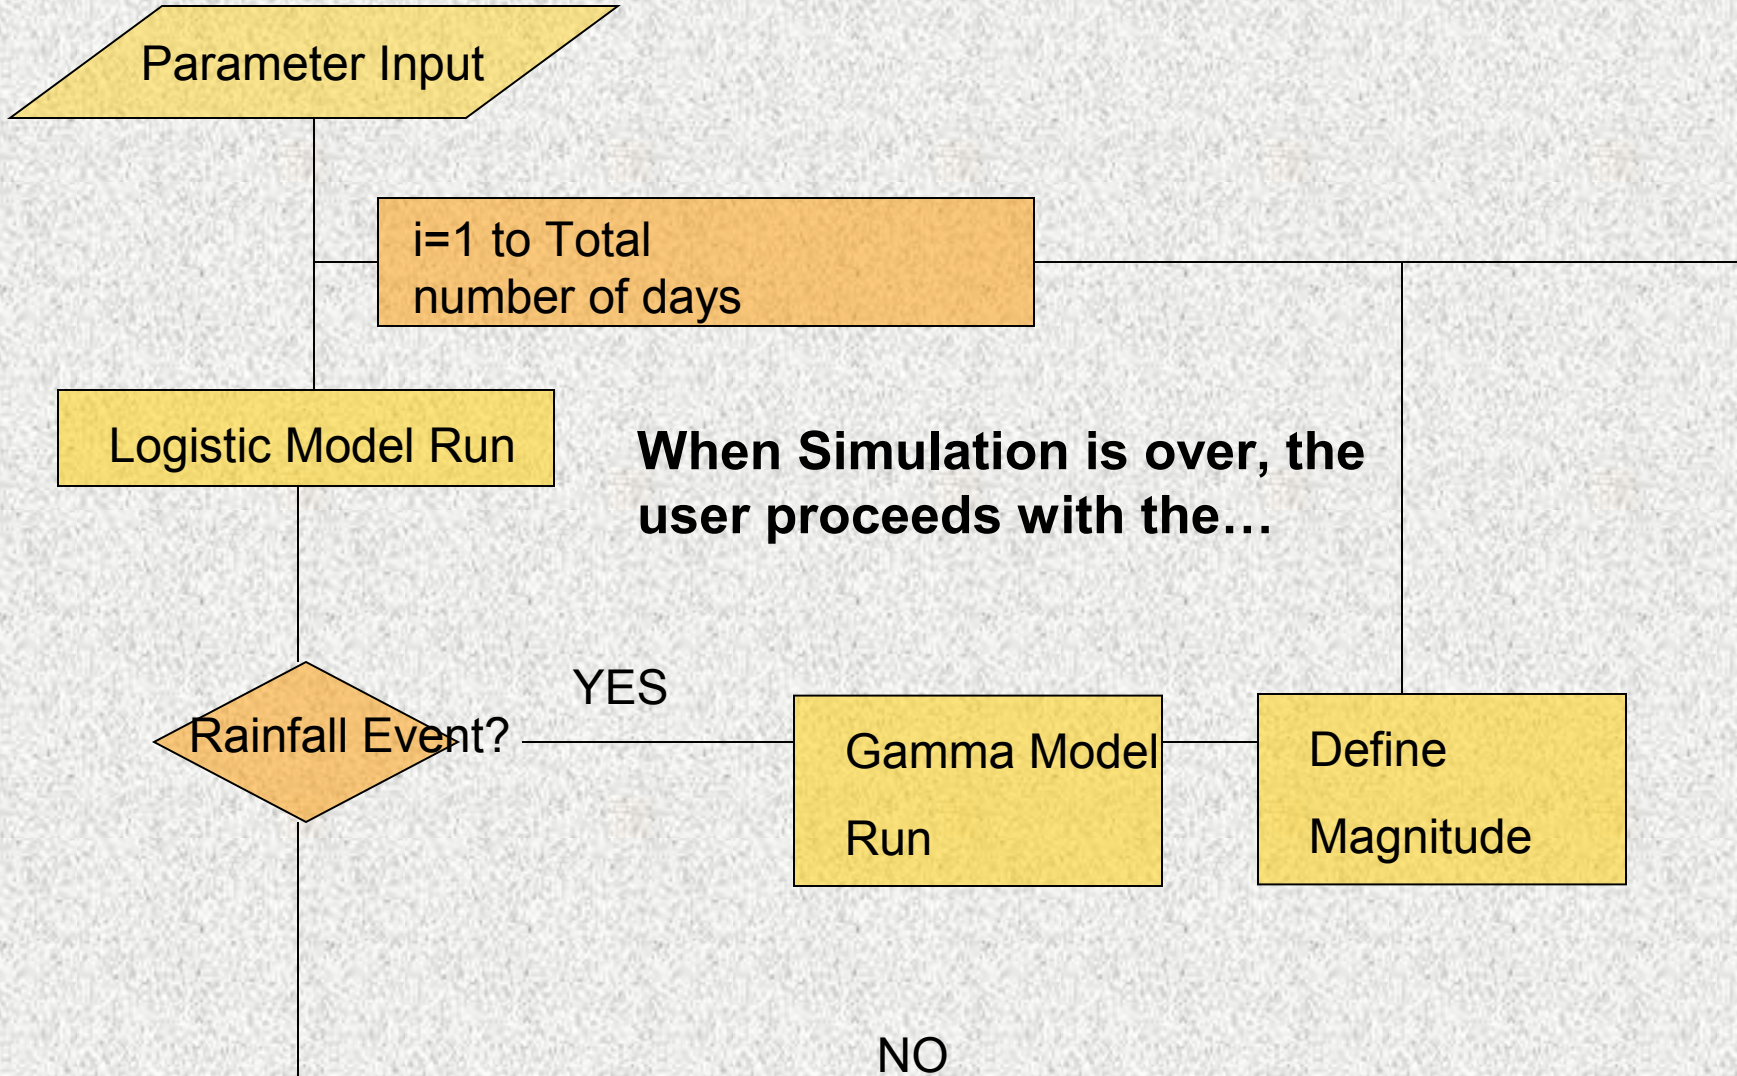 Parameter Input
i=1 to Total
number of days
Logistic Model Run
When Simulation is over, the
user proceeds with the…
YES
Rainfall Event?
Gamma Model
Run
Define
Magnitude
NO